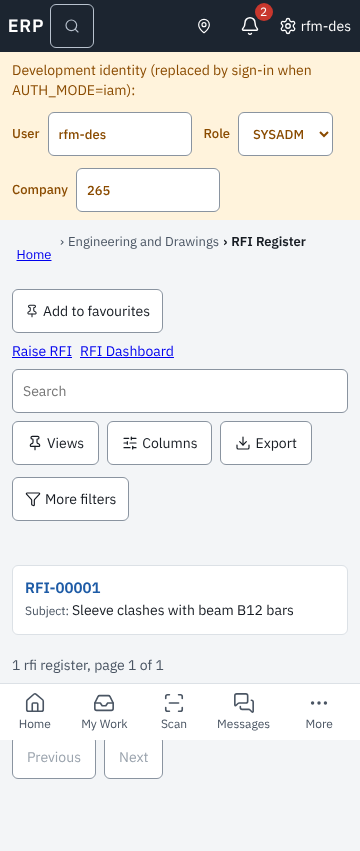 ERP 2 rfm-des
Development identity (replaced by sign-in when
AUTH_MODE=iam):
User rfm-des Role SYSADM
Company 265
Home › Engineering and Drawings › RFI Register
Add to favourites
Raise RFI RFI Dashboard
Search
Views Columns Export
More filters
RFI-00001
Subject: Sleeve clashes with beam B12 bars
1 rfi register, page 1 of 1
Home My Work Scan Messages More
Previous Next